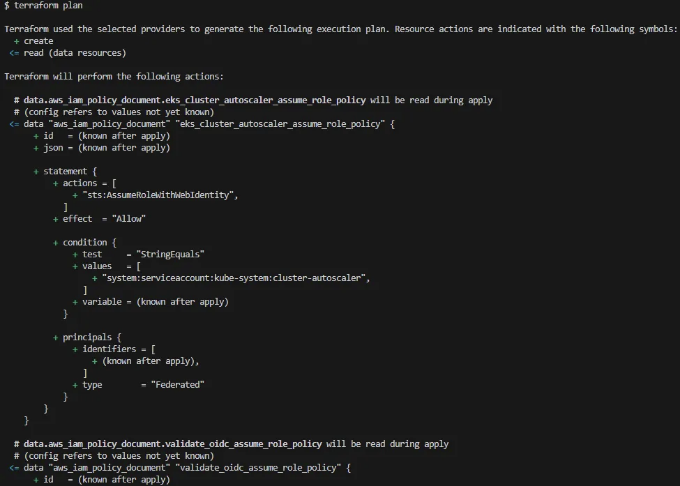 $ terraform plan
Terraform used the selected providers to generate the following execution plan. Resource actions are indicated with the following symbols:
+ create
<= read (data resources)
Terraform will perform the following actions:
# data.aws_iam_policy_document.eks_cluster_autoscaler_assume_role_policy will be read during apply
# (config refers to values not yet known)
<= data "aws_iam_policy_document" "eks_cluster_autoscaler_assume_role_policy" {
+ id   = (known after apply)
+ json = (known after apply)
+ statement {
+ actions = [
+ "sts:AssumeRoleWithWebIdentity",
]
+ effect  = "Allow"
+ condition {
+ test     = "StringEquals"
+ values   = [
+ "system:serviceaccount:kube-system:cluster-autoscaler",
]
+ variable = (known after apply)
}
+ principals {
+ identifiers = [
+ (known after apply),
]
+ type        = "Federated"
}
}
}
# data.aws_iam_policy_document.validate_oidc_assume_role_policy will be read during apply
# (config refers to values not yet known)
<= data "aws_iam_policy_document" "validate_oidc_assume_role_policy" {
+ id   = (known after apply)